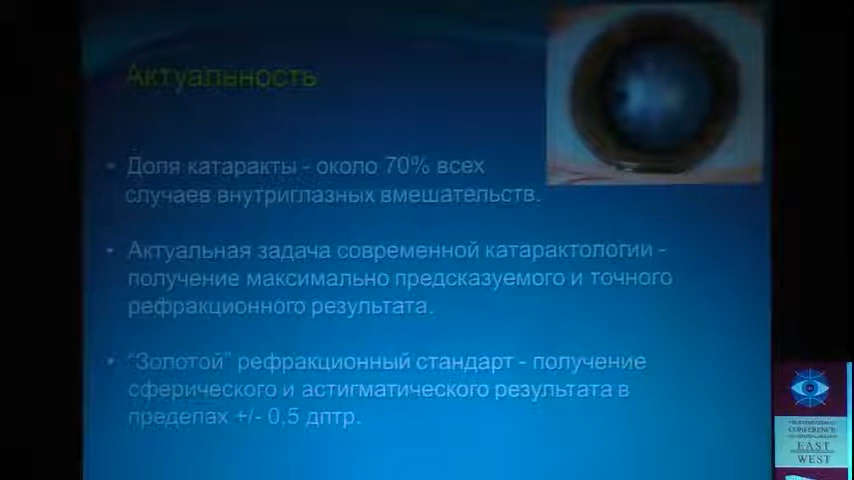 Актуальность
• Доля катаракты - около 70% всех
случаев внутриглазных вмешательств.
• Актуальная задача современной катарактологии -
получение максимально предсказуемого и точного
рефракционного результата.
• "Золотой" рефракционный стандарт - получение
сферического и астигматического результата в
пределах +/- 0,5 дптр.
CONFERENCE
EAST
WEST